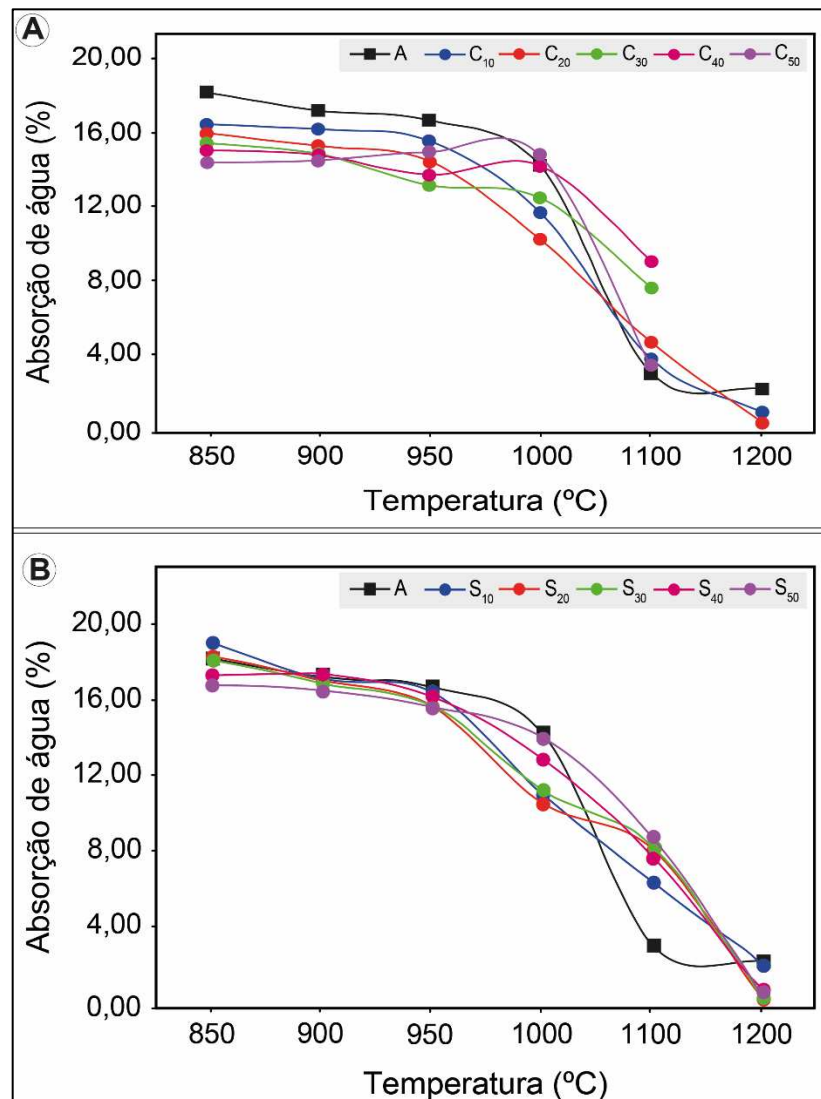 A
A C₁₀ C₂₀ C₃₀ C₄₀ C₅₀
Absorção de água (%)
20,00
16,00
12,00
8,00
4,00
0,00
850 900 950 1000 1100 1200
Temperatura (ºC)
B
A S₁₀ S₂₀ S₃₀ S₄₀ S₅₀
Absorção de água (%)
20,00
16,00
12,00
8,00
4,00
0,00
850 900 950 1000 1100 1200
Temperatura (ºC)